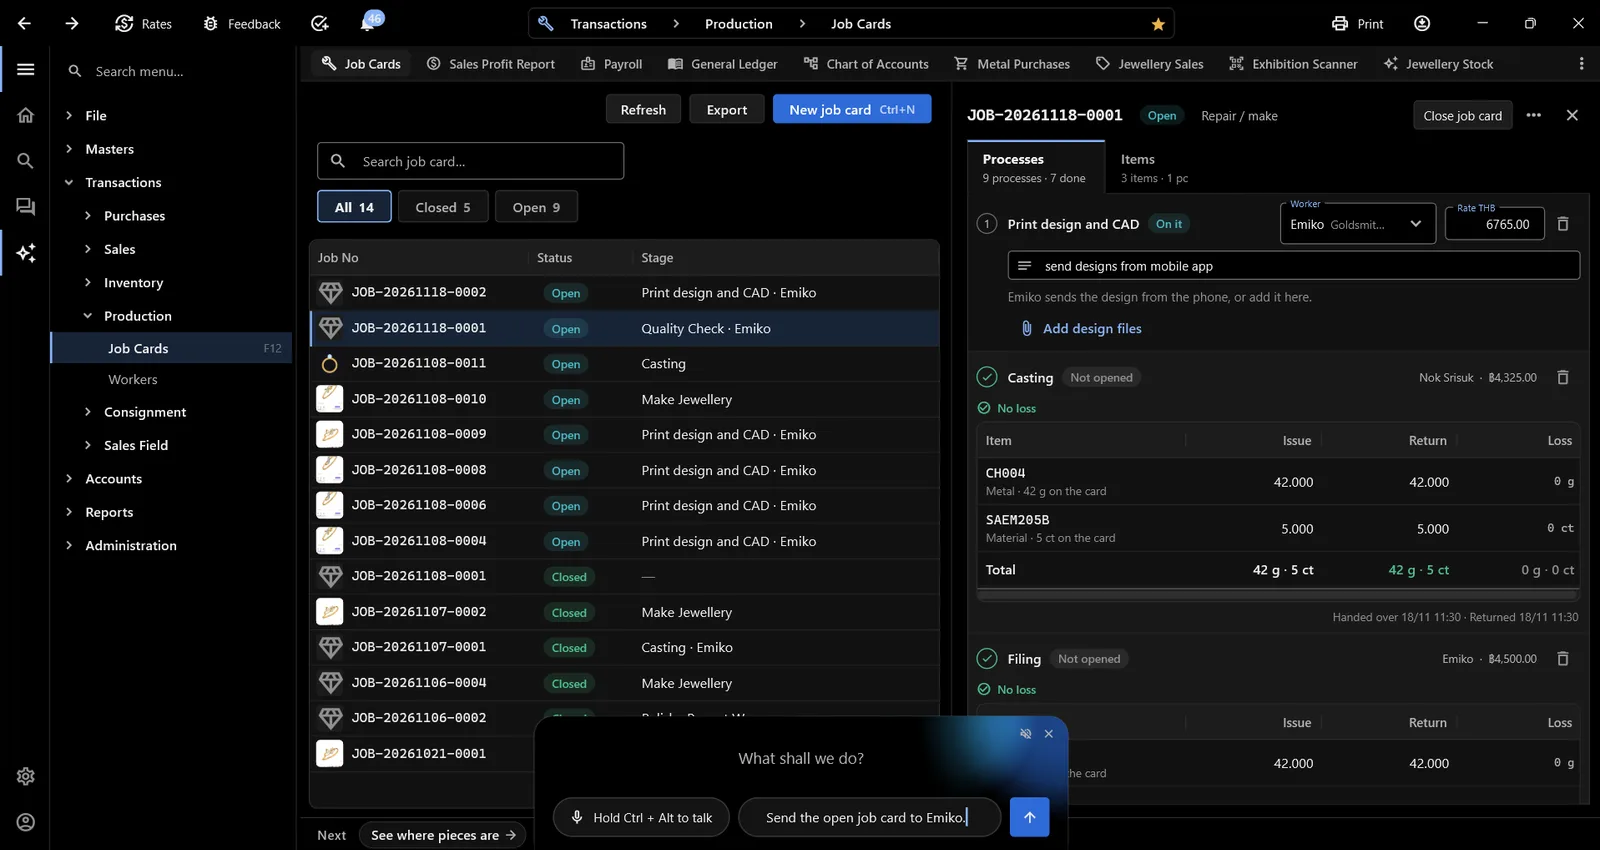 Rates
Feedback
46
Transactions > Production > Job Cards
Print
Search menu...
File
Masters
Transactions
Purchases
Sales
Inventory
Production
Job Cards F12
Workers
Consignment
Sales Field
Accounts
Reports
Administration
Job Cards
Sales Profit Report
Payroll
General Ledger
Chart of Accounts
Metal Purchases
Jewellery Sales
Exhibition Scanner
Jewellery Stock
Refresh
Export
New job card Ctrl+N
Search job card...
All 14
Closed 5
Open 9
Job No Status Stage
JOB-20261118-0002 Open Print design and CAD · Emiko
JOB-20261118-0001 Open Quality Check · Emiko
JOB-20261108-0011 Open Casting
JOB-20261108-0010 Open Make Jewellery
JOB-20261108-0009 Open Print design and CAD · Emiko
JOB-20261108-0008 Open Print design and CAD · Emiko
JOB-20261108-0006 Open Print design and CAD · Emiko
JOB-20261108-0004 Open Print design and CAD · Emiko
JOB-20261108-0001 Closed —
JOB-20261107-0002 Closed Make Jewellery
JOB-20261107-0001 Closed Casting · Emiko
JOB-20261106-0004 Closed Make Jewellery
JOB-20261106-0002
JOB-20261021-0001
Next
See where pieces are →
JOB-20261118-0001 Open Repair / make
Close job card
Processes
9 processes · 7 done
Items
3 items · 1 pc
1 Print design and CAD On it
Worker
Emiko Goldsmit...
Rate THB
6765.00
send designs from mobile app
Emiko sends the design from the phone, or add it here.
Add design files
Casting Not opened Nok Srisuk · ฿4,325.00
No loss
Item Issue Return Loss
CH004
Metal · 42 g on the card
42.000 42.000 0 g
SAEM205B
Material · 5 ct on the card
5.000 5.000 0 ct
Total 42 g · 5 ct 42 g · 5 ct 0 g · 0 ct
Handed over 18/11 11:30 · Returned 18/11 11:30
Filing Not opened Emiko · ฿4,500.00
No loss
Issue Return Loss
42.000 42.000 0 g
the card
What shall we do?
Hold Ctrl + Alt to talk
Send the open job card to Emiko.